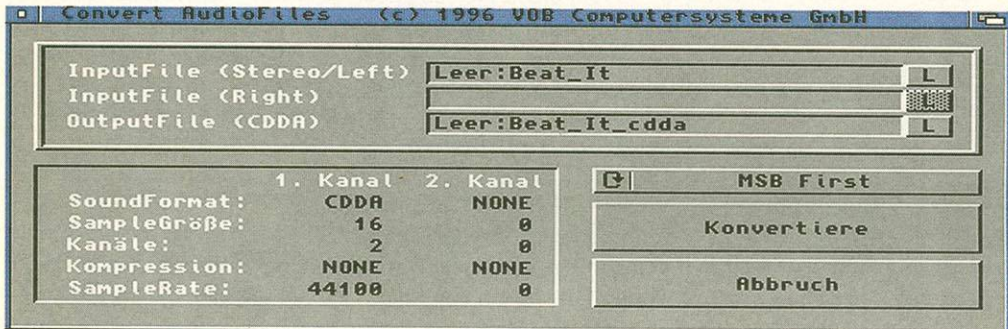 Convert AudioFiles (c) 1996 VOB Computersysteme GmbH
InputFile (Stereo/Left) Leer:Beat_It L
InputFile (Right) L
OutputFile (CDDA) Leer:Beat_It_cdda L
1. Kanal 2. Kanal
SoundFormat: CDDA NONE
SampleGröße: 16 0
Kanäle: 2 0
Kompression: NONE NONE
SampleRate: 44100 0
MSB First
Konvertiere
Abbruch